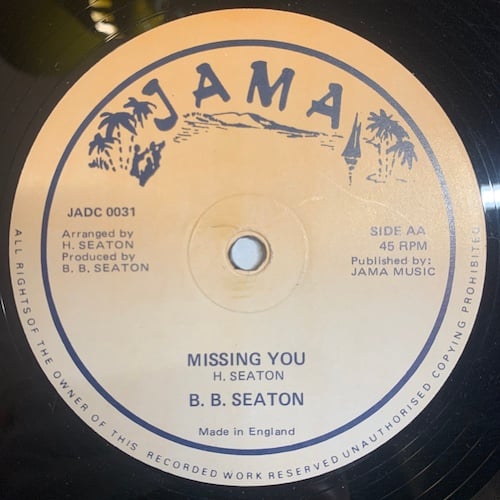 JAMA
JADC 0031
Arranged by
H. SEATON
Produced by
B. B. SEATON
SIDE AA
45 RPM
Published by:
JAMA MUSIC
MISSING YOU
H. SEATON
B. B. SEATON
Made in England
ALL RIGHTS OF THE OWNER OF THIS RECORDED WORK RESERVED UNAUTHORISED COPYING PROHIBITED